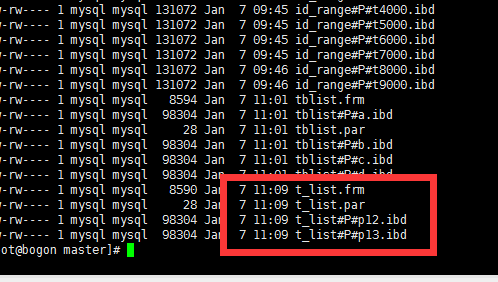 w-rw---- 1 mysql mysql 131072 Jan  7 09:45 id_range#P#t4000.ibd
w-rw---- 1 mysql mysql 131072 Jan  7 09:45 id_range#P#t5000.ibd
w-rw---- 1 mysql mysql 131072 Jan  7 09:45 id_range#P#t6000.ibd
w-rw---- 1 mysql mysql 131072 Jan  7 09:45 id_range#P#t7000.ibd
w-rw---- 1 mysql mysql 131072 Jan  7 09:46 id_range#P#t8000.ibd
w-rw---- 1 mysql mysql 131072 Jan  7 09:46 id_range#P#t9000.ibd
w-rw---- 1 mysql mysql   8594 Jan  7 11:01 tblist.frm
w-rw---- 1 mysql mysql  98304 Jan  7 11:01 tblist#P#a.ibd
w-rw---- 1 mysql mysql     28 Jan  7 11:01 tblist.par
w-rw---- 1 mysql mysql  98304 Jan  7 11:01 tblist#P#b.ibd
w-rw---- 1 mysql mysql  98304 Jan  7 11:01 tblist#P#c.ibd
w-rw---- 1 mysql mysql  98304 Jan  7 11:01 tblist#P#d.ibd
w-rw---- 1 mysql mysql   8590 Jan  7 11:09 t_list.frm
w-rw---- 1 mysql mysql     28 Jan  7 11:09 t_list.par
w-rw---- 1 mysql mysql  98304 Jan  7 11:09 t_list#P#p12.ibd
w-rw---- 1 mysql mysql  98304 Jan  7 11:09 t_list#P#p13.ibd
ot@bogon master]#